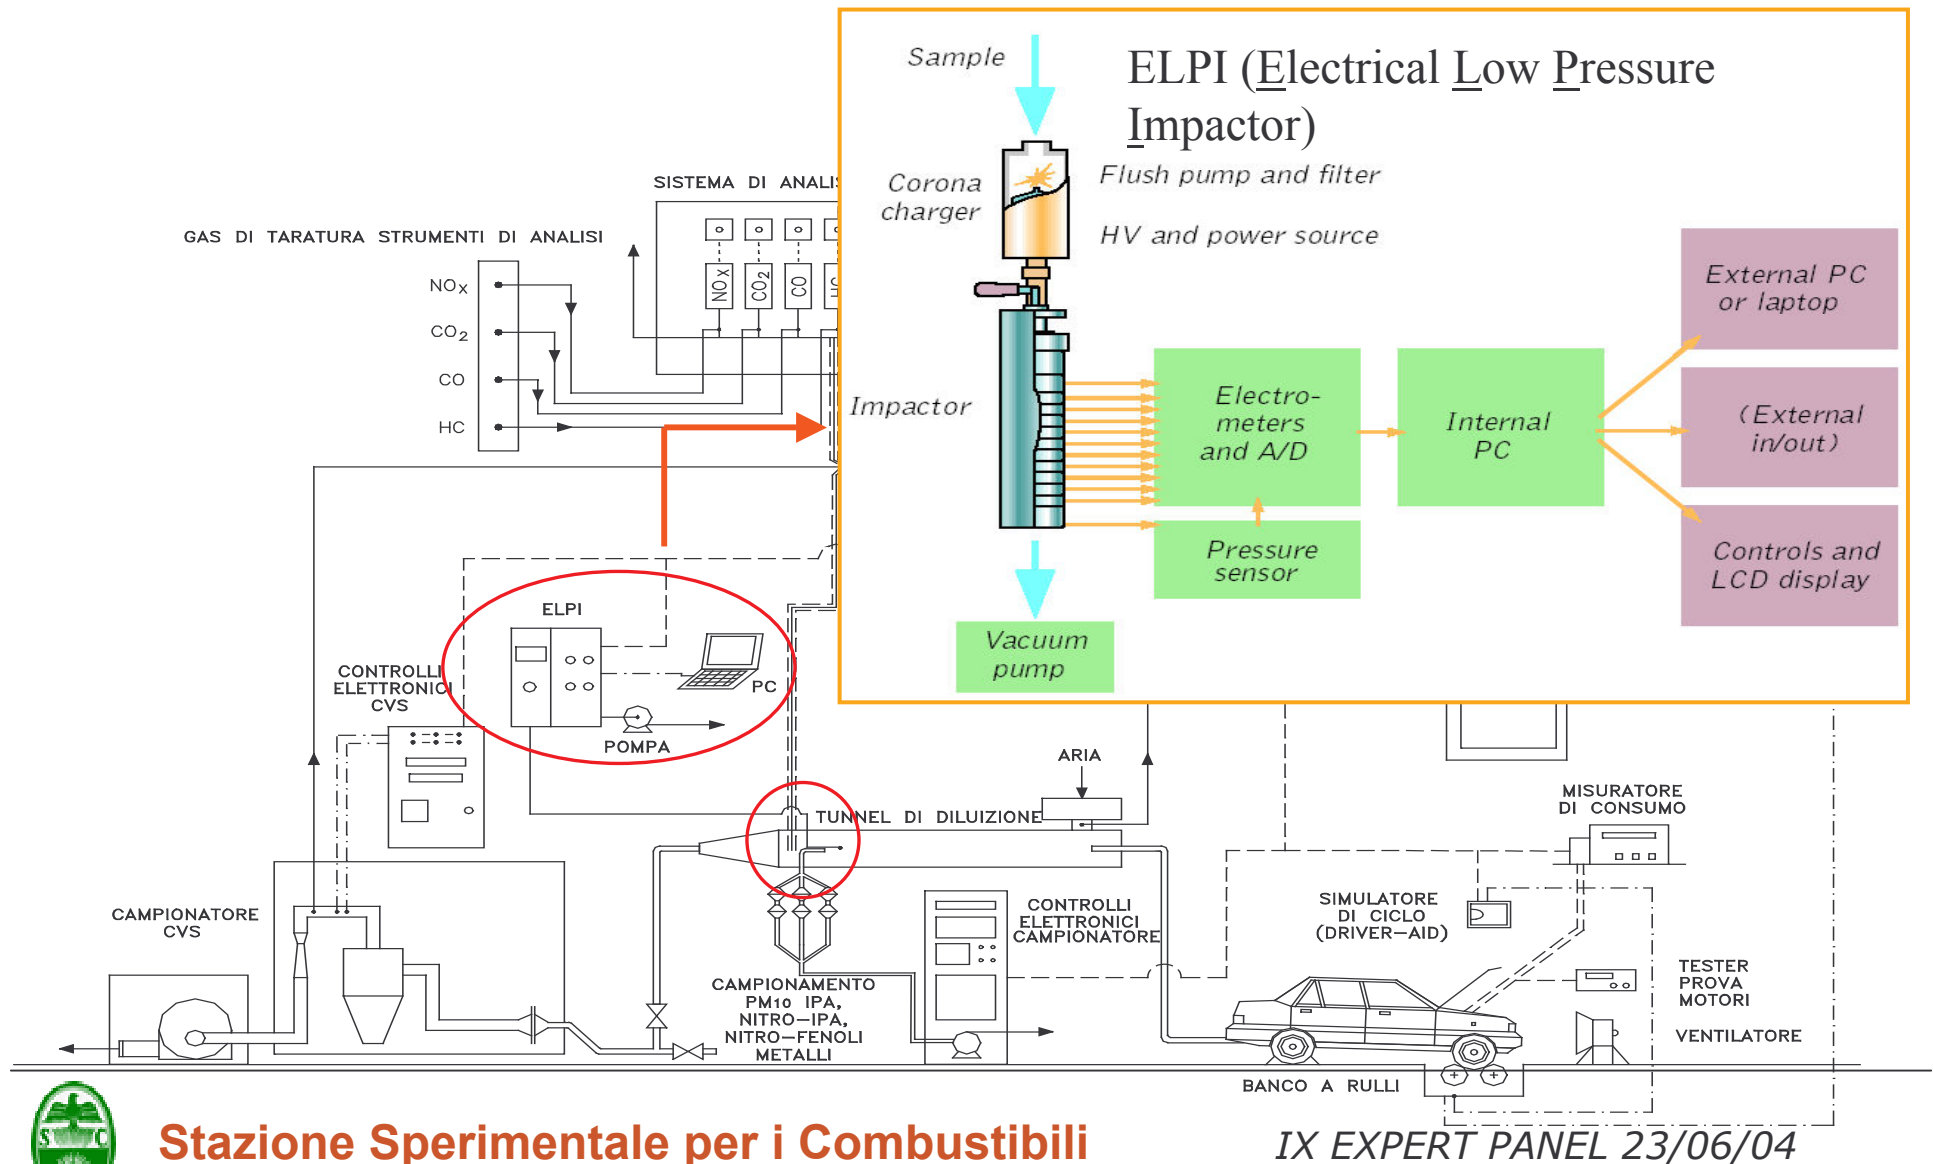 Sample
ELPI (Electrical Low Pressure
Impactor)
Corona
charger
Flush pump and filter
HV and power source
SISTEMA DI ANALIS
GAS DI TARATURA STRUMENTI DI ANALISI
NOx
CO2
CO
HC
NOx
CO2
CO
HC
Impactor
Electro-
meters
and A/D
Internal
PC
External PC
or laptop
(External
in/out)
Controls and
LCD display
Pressure
sensor
Vacuum
pump
ELPI
PC
POMPA
CONTROLLI
ELETTRONICI
CVS
ARIA
TUNNEL DI DILUIZIONE
MISURATORE
DI CONSUMO
CAMPIONATORE
CVS
CONTROLLI
ELETTRONICI
CAMPIONATORE
SIMULATORE
DI CICLO
(DRIVER-AID)
CAMPIONAMENTO
PM10 IPA,
NITRO-IPA,
NITRO-FENOLI
METALLI
TESTER
PROVA
MOTORI
VENTILATORE
BANCO A RULLI
S C
Stazione Sperimentale per i Combustibili
IX EXPERT PANEL 23/06/04